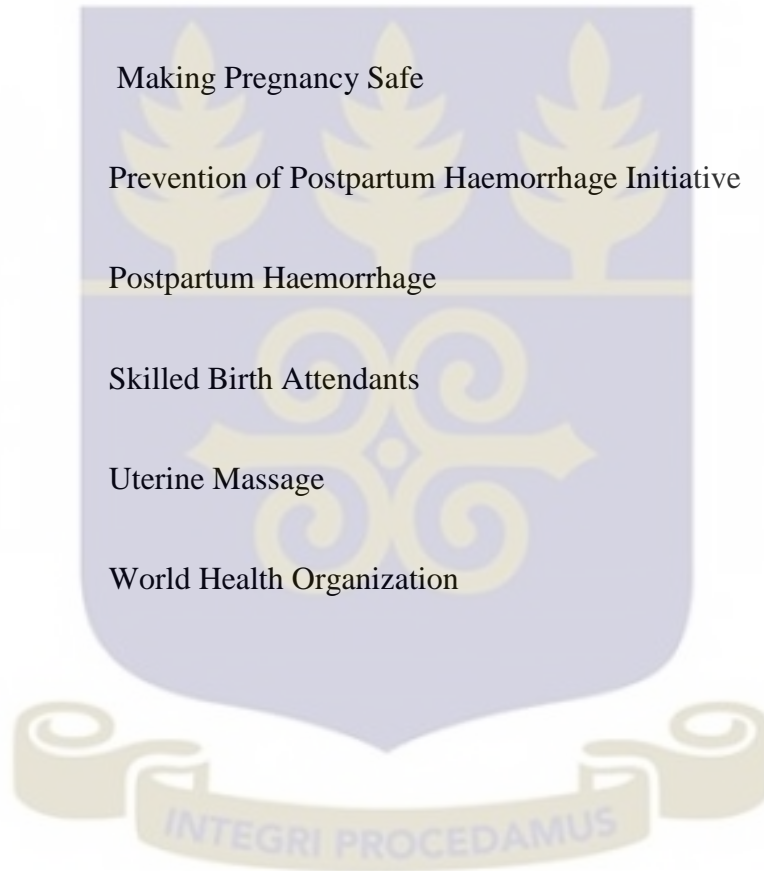 Making Pregnancy Safe
Prevention of Postpartum Haemorrhage Initiative
Postpartum Haemorrhage
Skilled Birth Attendants
Uterine Massage
World Health Organization
INTEGRI PROCEDAMUS